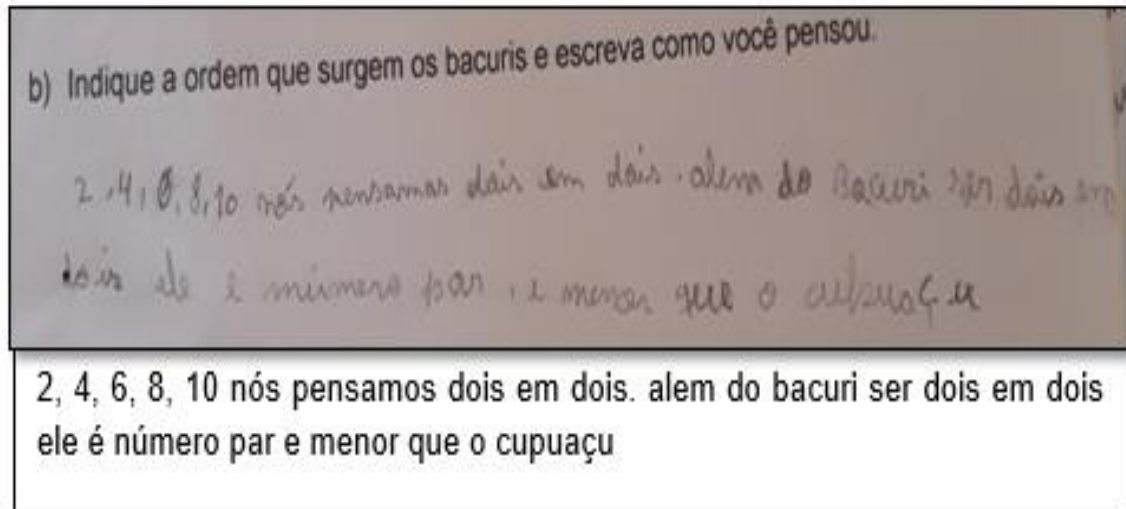 b) Indique a ordem que surgem os bacuris e escreva como você pensou.
2,4,6,8,10 nós pensamos dois em dois. alem do Bacuri ser dois em
dois ele é número par, e menor que o cupuaçu
2, 4, 6, 8, 10 nós pensamos dois em dois. alem do bacuri ser dois em dois
ele é número par e menor que o cupuaçu